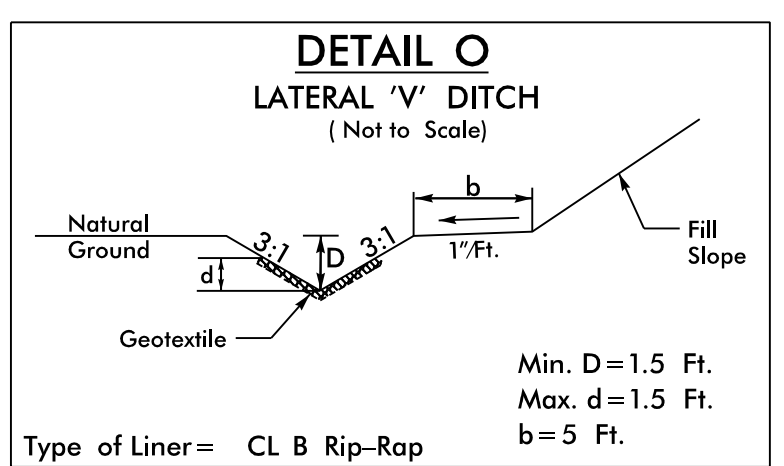 DETAIL O
LATERAL 'V' DITCH
( Not to Scale)
b
Natural
Ground
3:1
D
3:1
1"/Ft.
Fill
Slope
d
Geotextile
Min. D=1.5 Ft.
Max. d=1.5 Ft.
b=5 Ft.
Type of Liner= CL B Rip-Rap